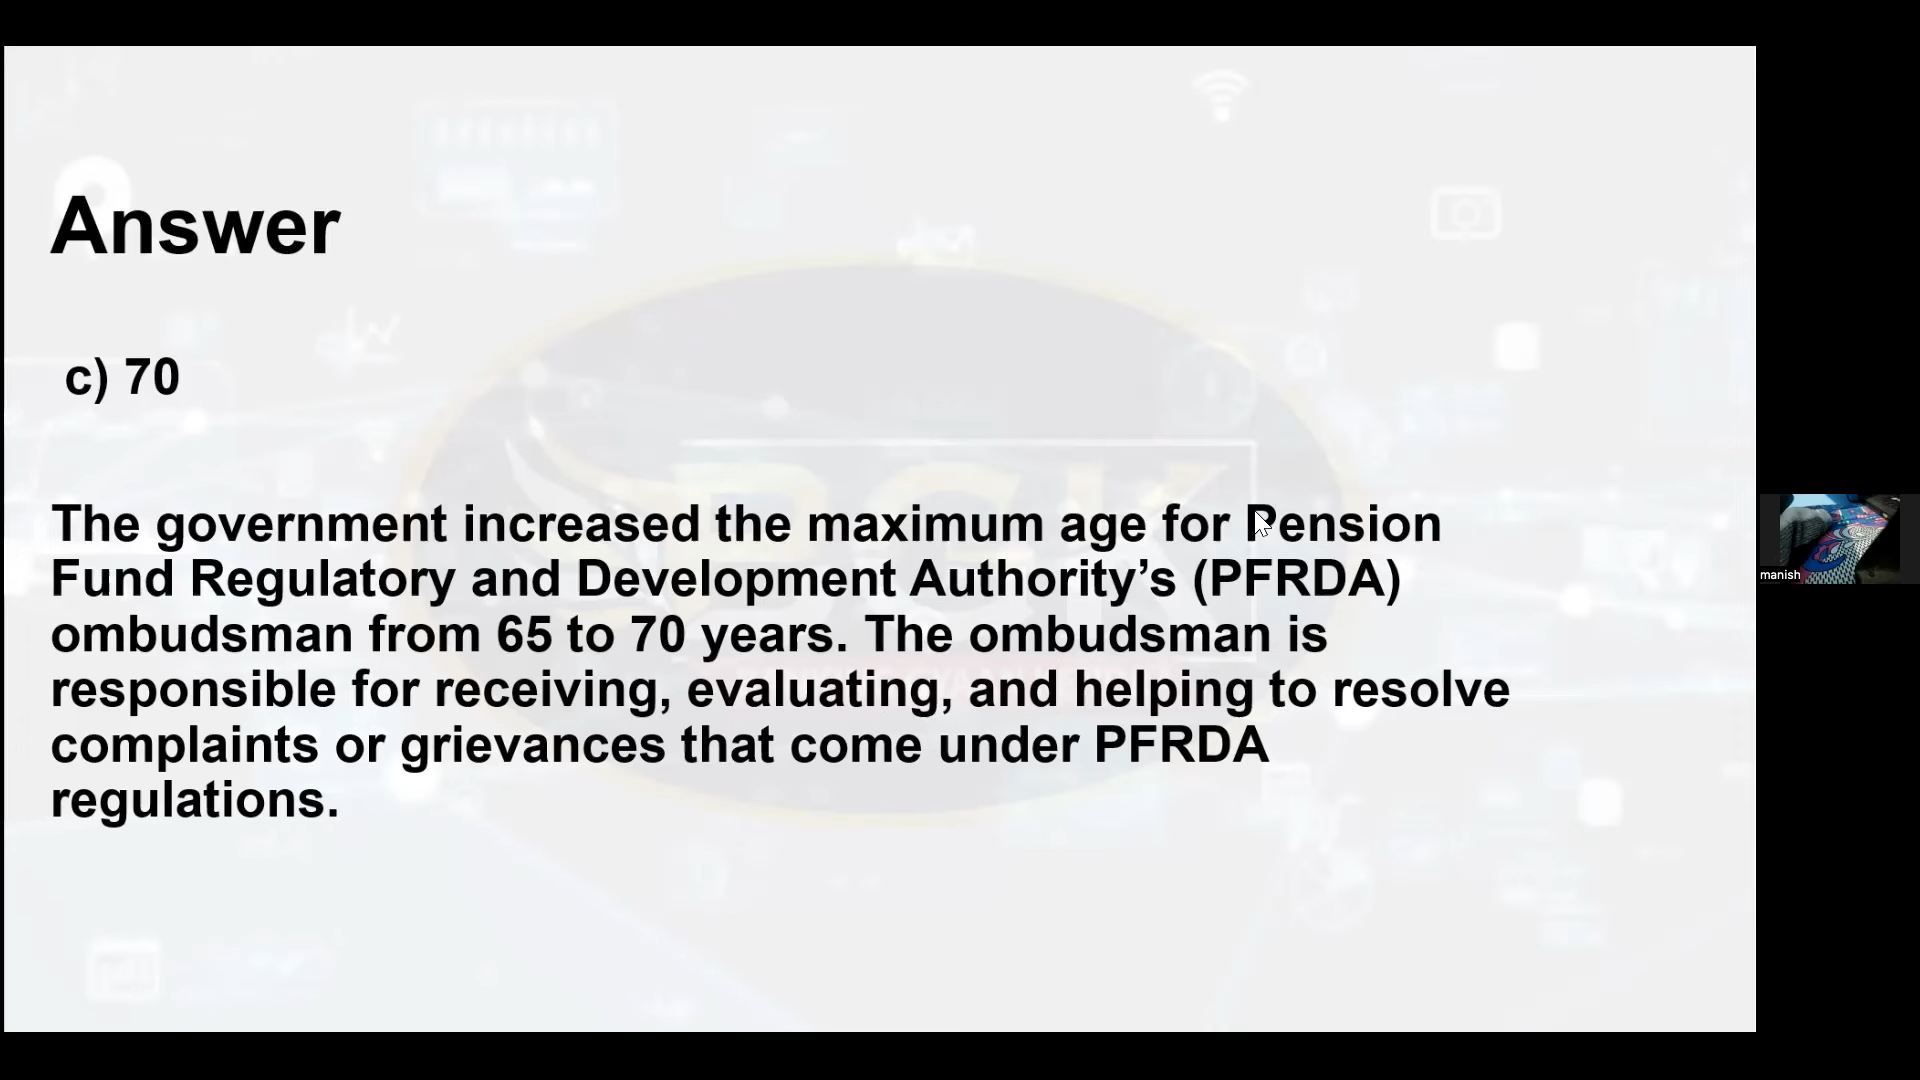 Answer
c) 70
The government increased the maximum age for Pension
Fund Regulatory and Development Authority’s (PFRDA)
ombudsman from 65 to 70 years. The ombudsman is
responsible for receiving, evaluating, and helping to resolve
complaints or grievances that come under PFRDA
regulations.
manish